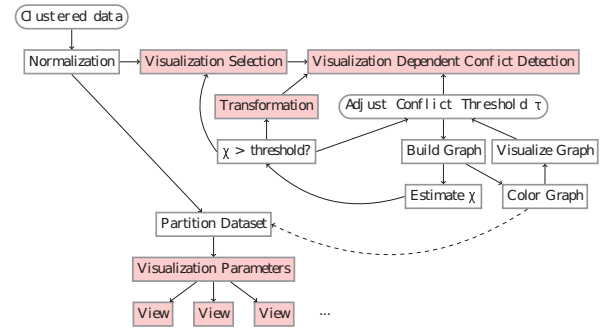 Clustered data
Normalization
Visualization Selection
Visualization Dependent Confict Detection
Transformation
Adjust Conflict Threshold τ
χ > threshold?
Build Graph
Visualize Graph
Estimate χ
Color Graph
Partition Dataset
Visualization Parameters
View
View
View
...